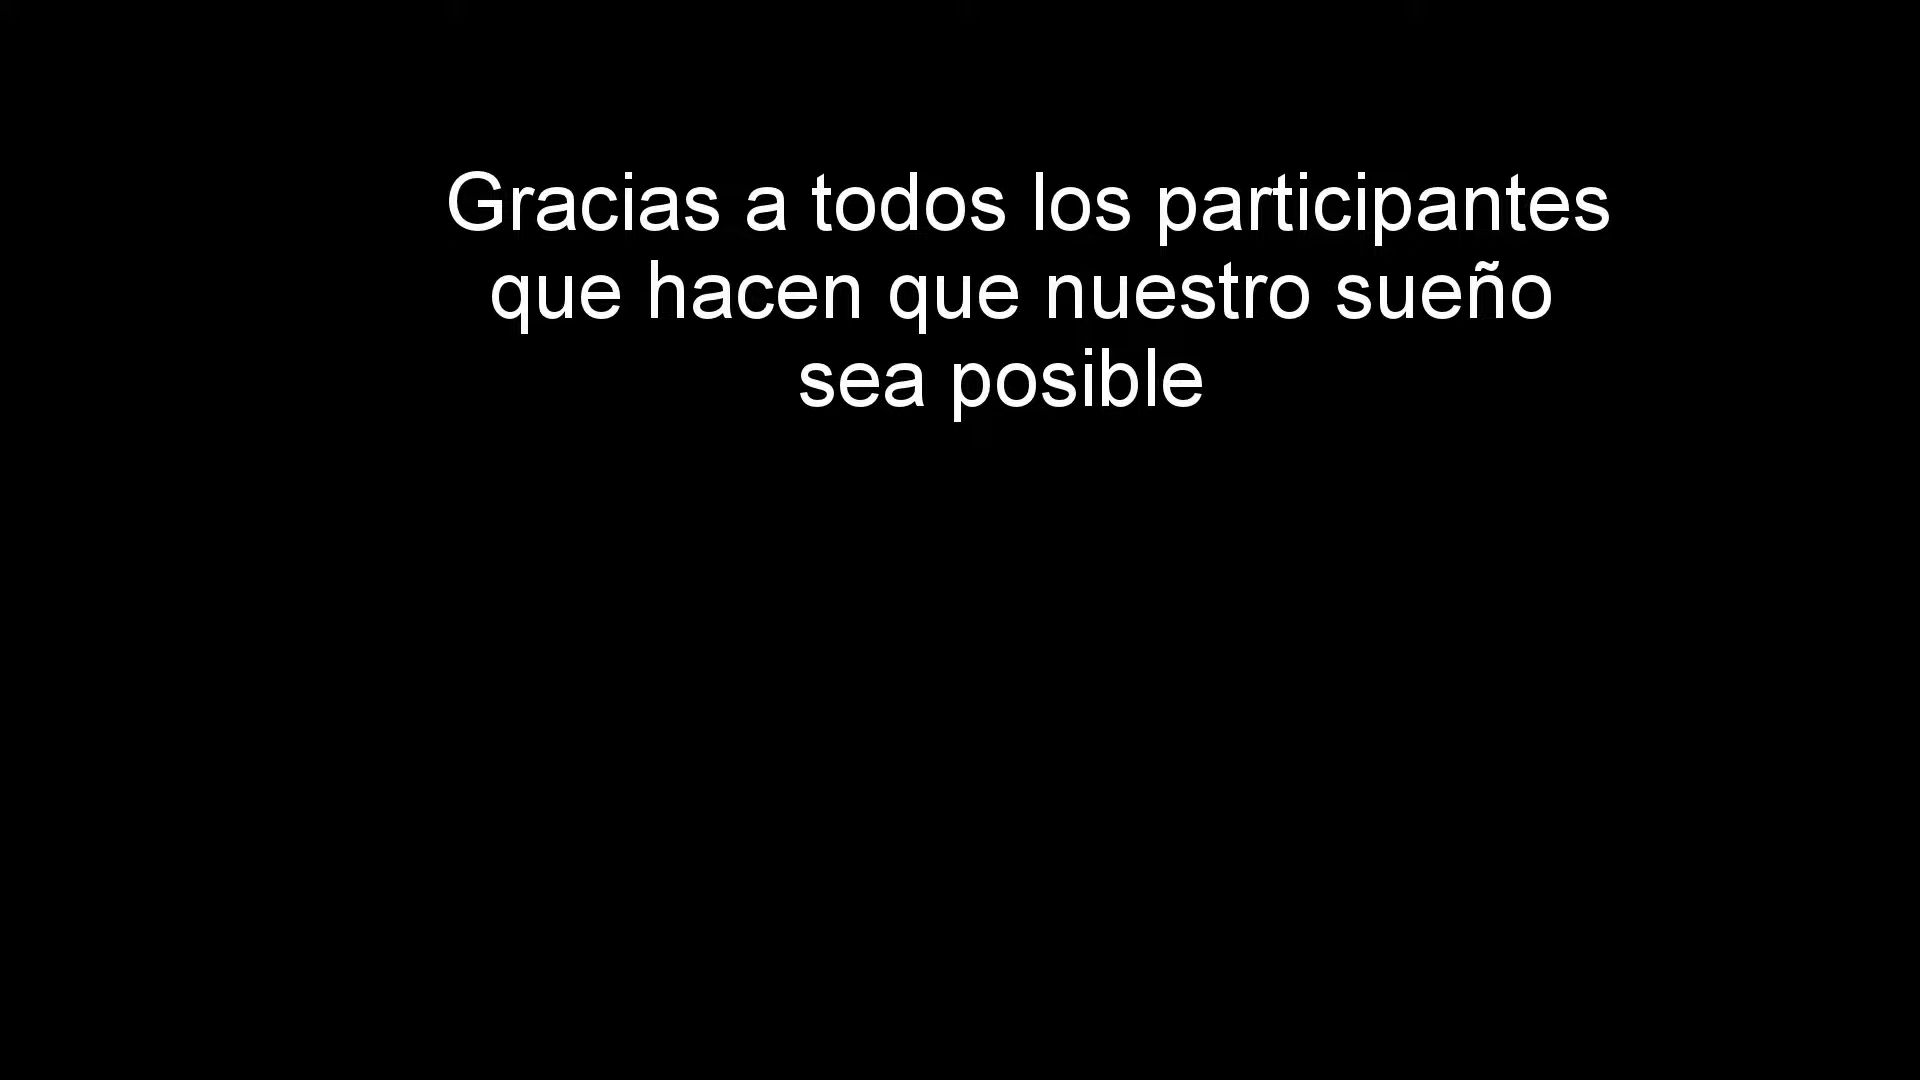 Gracias a todos los participantes
que hacen que nuestro sueño
sea posible